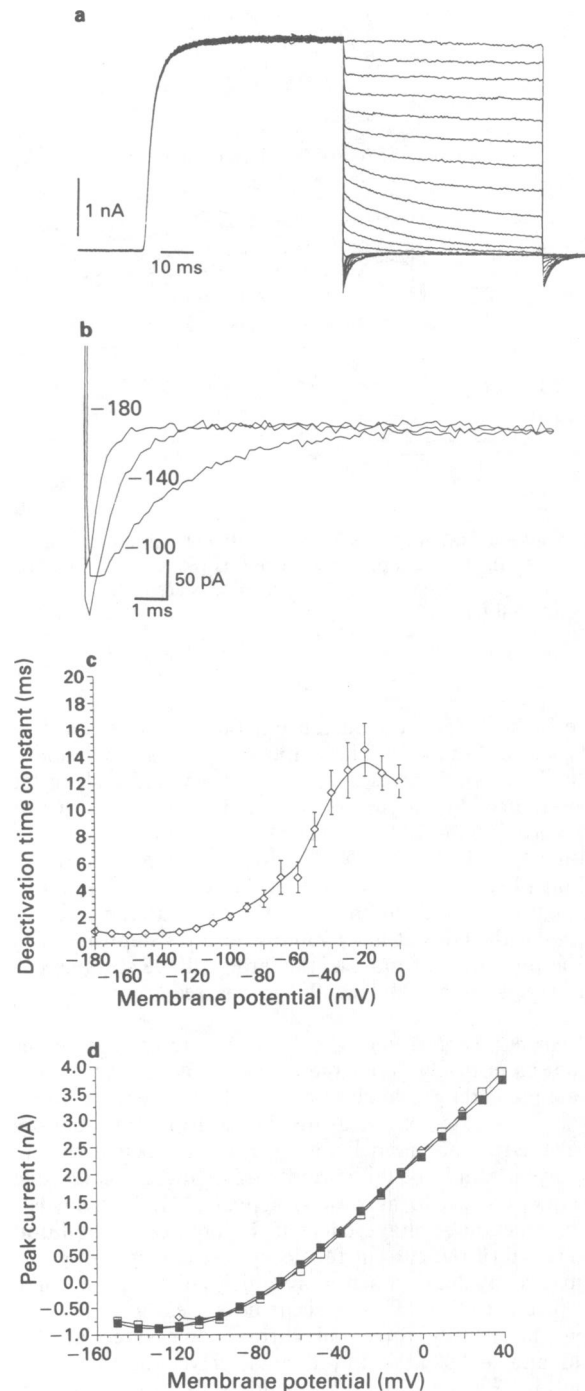 a
1 nA
10 ms
b
−180
−140
−100
50 pA
1 ms
c
Deactivation time constant (ms)
20
18
16
14
12
10
8
6
4
2
0
−180 −160 −140 −120 −100 −80 −60 −40 −20 0
Membrane potential (mV)
d
Peak current (nA)
4.0
3.5
3.0
2.5
2.0
1.5
1.0
0.50
0.0
−0.50
−1.0
−160 −120 −80 −40 0 40
Membrane potential (mV)